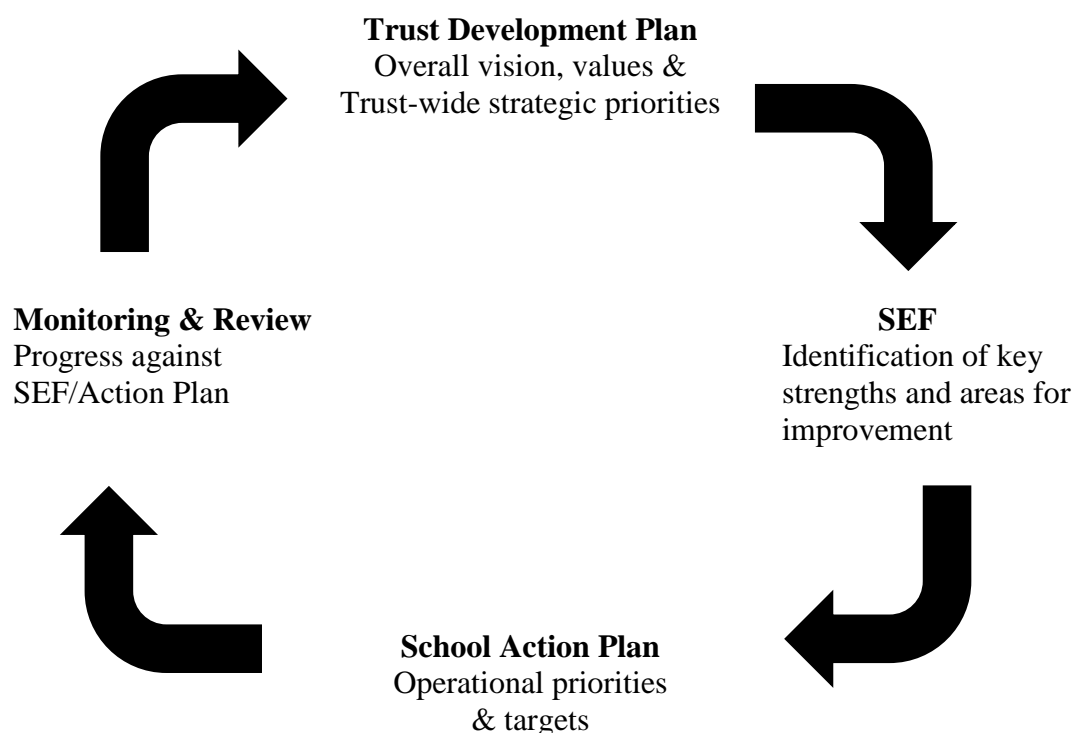 Trust Development Plan
Overall vision, values &
Trust-wide strategic priorities
Monitoring & Review
Progress against
SEF/Action Plan
SEF
Identification of key
strengths and areas for
improvement
School Action Plan
Operational priorities
& targets